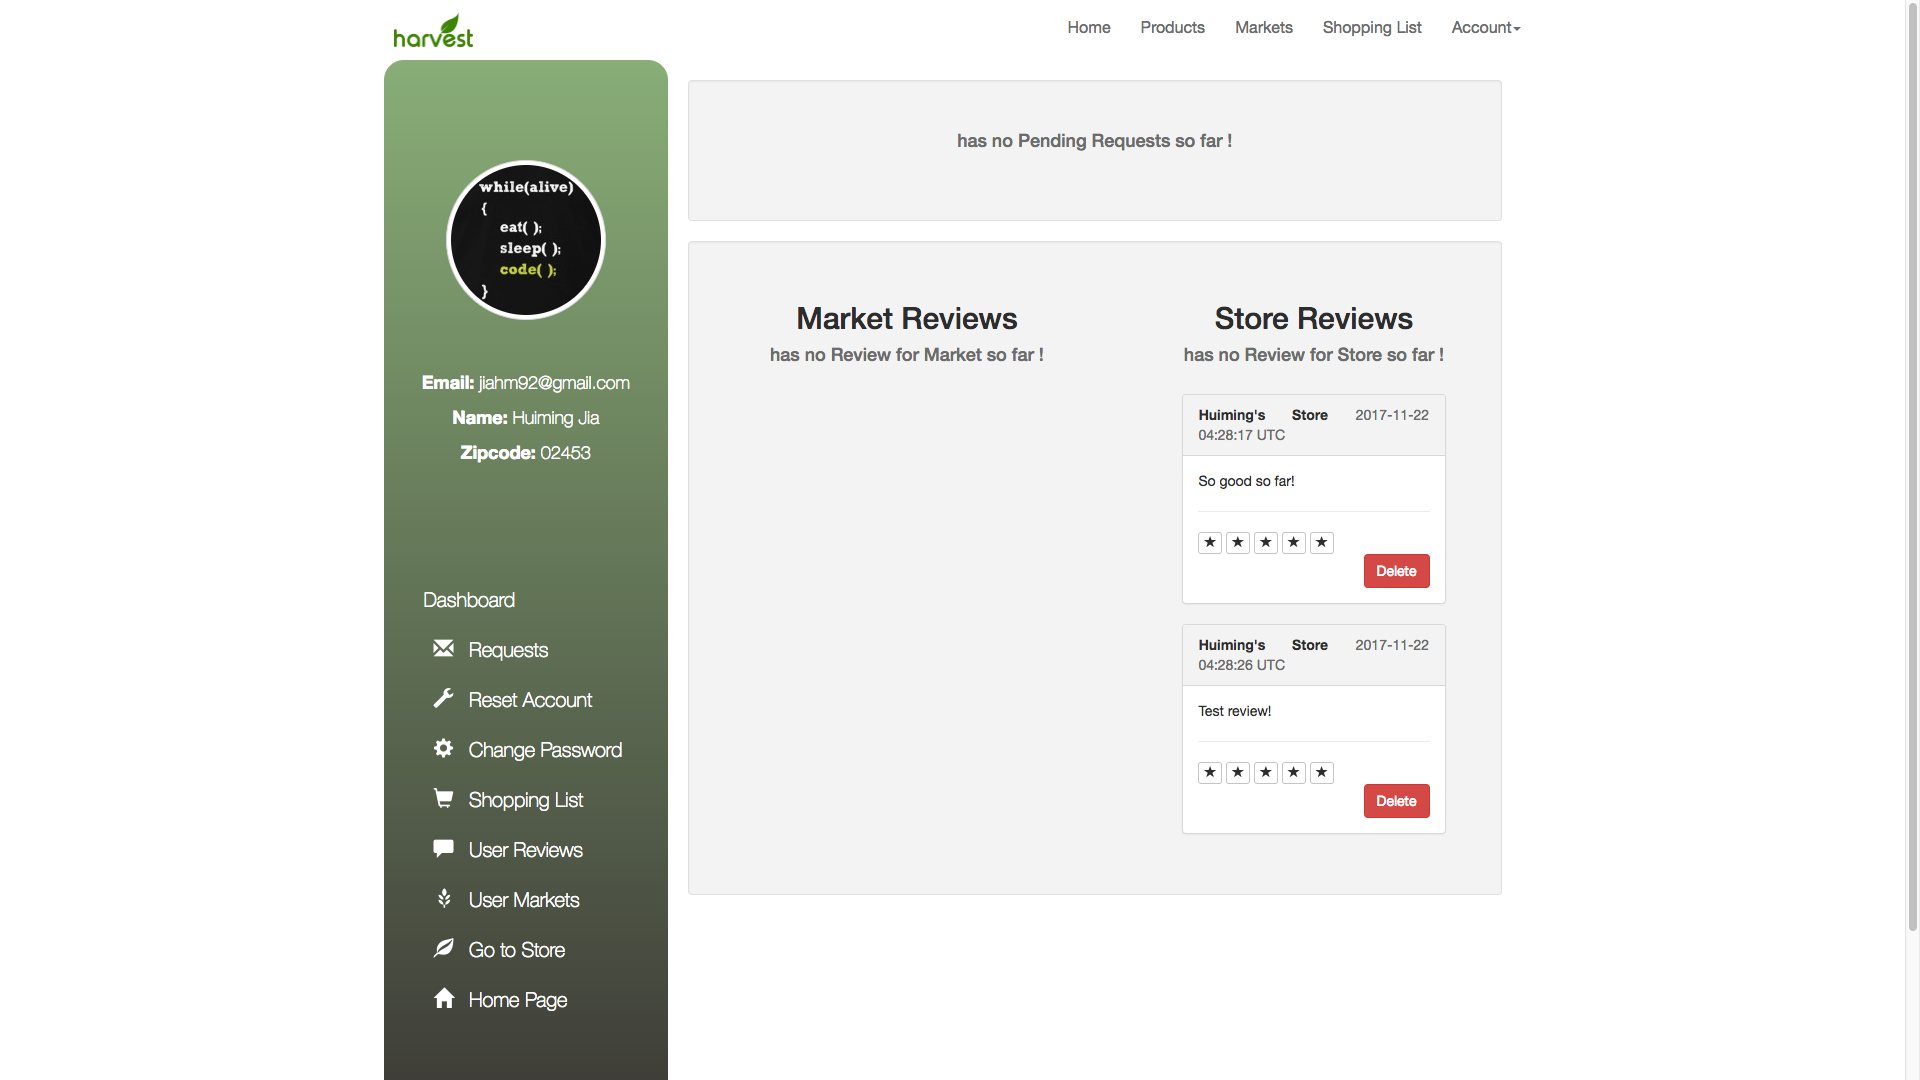 harvest
Home Products Markets Shopping List Account
while(alive)
{
eat( );
sleep( );
code( );
}
Email: jiahm92@gmail.com
Name: Huiming Jia
Zipcode: 02453
Dashboard
Requests
Reset Account
Change Password
Shopping List
User Reviews
User Markets
Go to Store
Home Page
has no Pending Requests so far !
Market Reviews
has no Review for Market so far !
Store Reviews
has no Review for Store so far !
Huiming's Store 2017-11-22
04:28:17 UTC
So good so far!
★ ★ ★ ★ ★
Delete
Huiming's Store 2017-11-22
04:28:26 UTC
Test review!
★ ★ ★ ★ ★
Delete